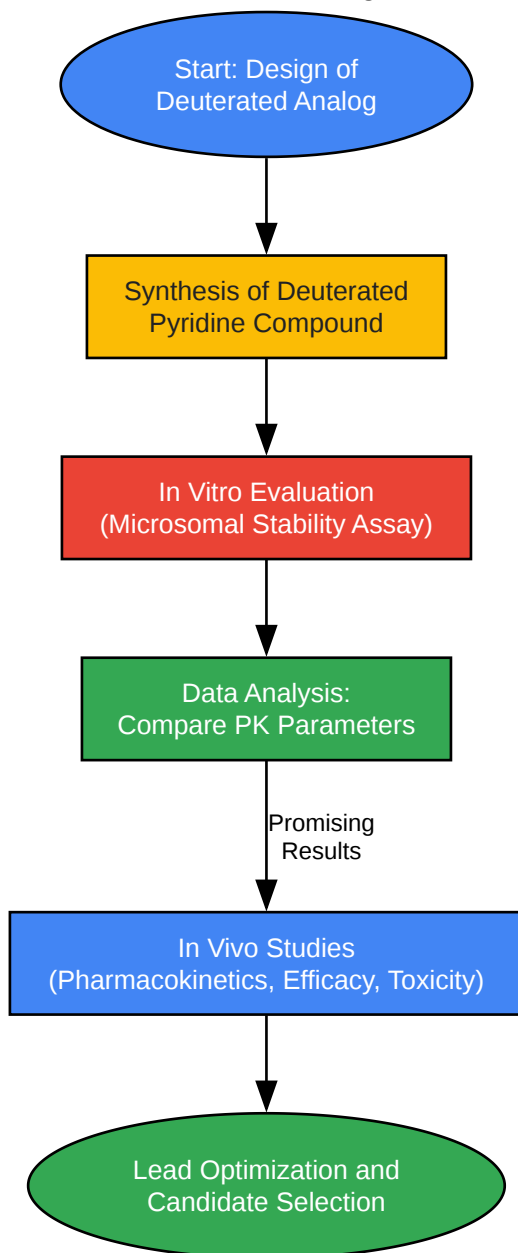 Start: Design of
Deuterated Analog
Synthesis of Deuterated
Pyridine Compound
In Vitro Evaluation
(Microsomal Stability Assay)
Data Analysis:
Compare PK Parameters
Promising
Results
In Vivo Studies
(Pharmacokinetics, Efficacy, Toxicity)
Lead Optimization and
Candidate Selection